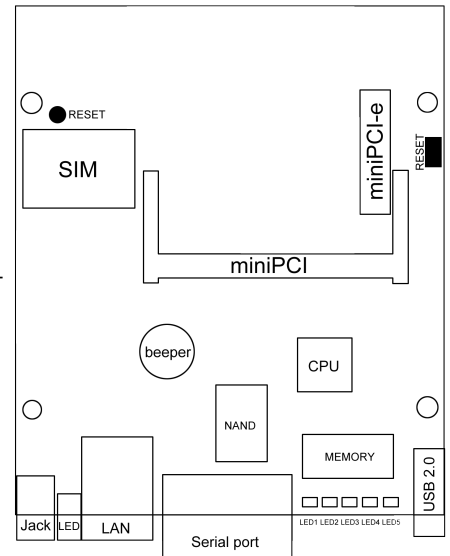 RESET
SIM
miniPCI-e
RESET
miniPCI
beeper
CPU
NAND
MEMORY
USB 2.0
LED1 LED2 LED3 LED4 LED5
Jack
LED
LAN
Serial port